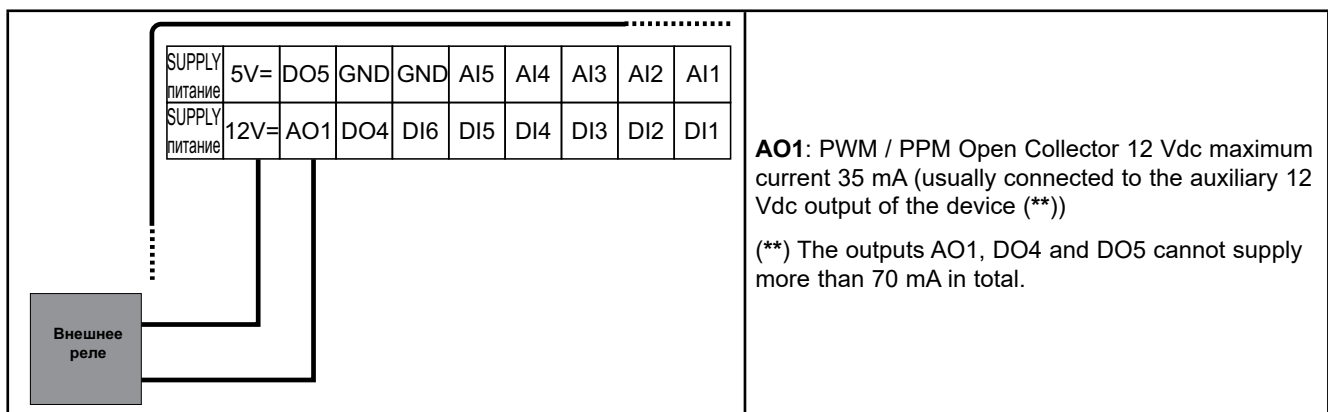 SUPPLY питание 5V= DO5 GND GND AI5 AI4 AI3 AI2 AI1
SUPPLY питание 12V= AO1 DO4 DI6 DI5 DI4 DI3 DI2 DI1
Внешнее
реле
AO1: PWM / PPM Open Collector 12 Vdc maximum
current 35 mA (usually connected to the auxiliary 12
Vdc output of the device (**))
(**) The outputs AO1, DO4 and DO5 cannot supply
more than 70 mA in total.